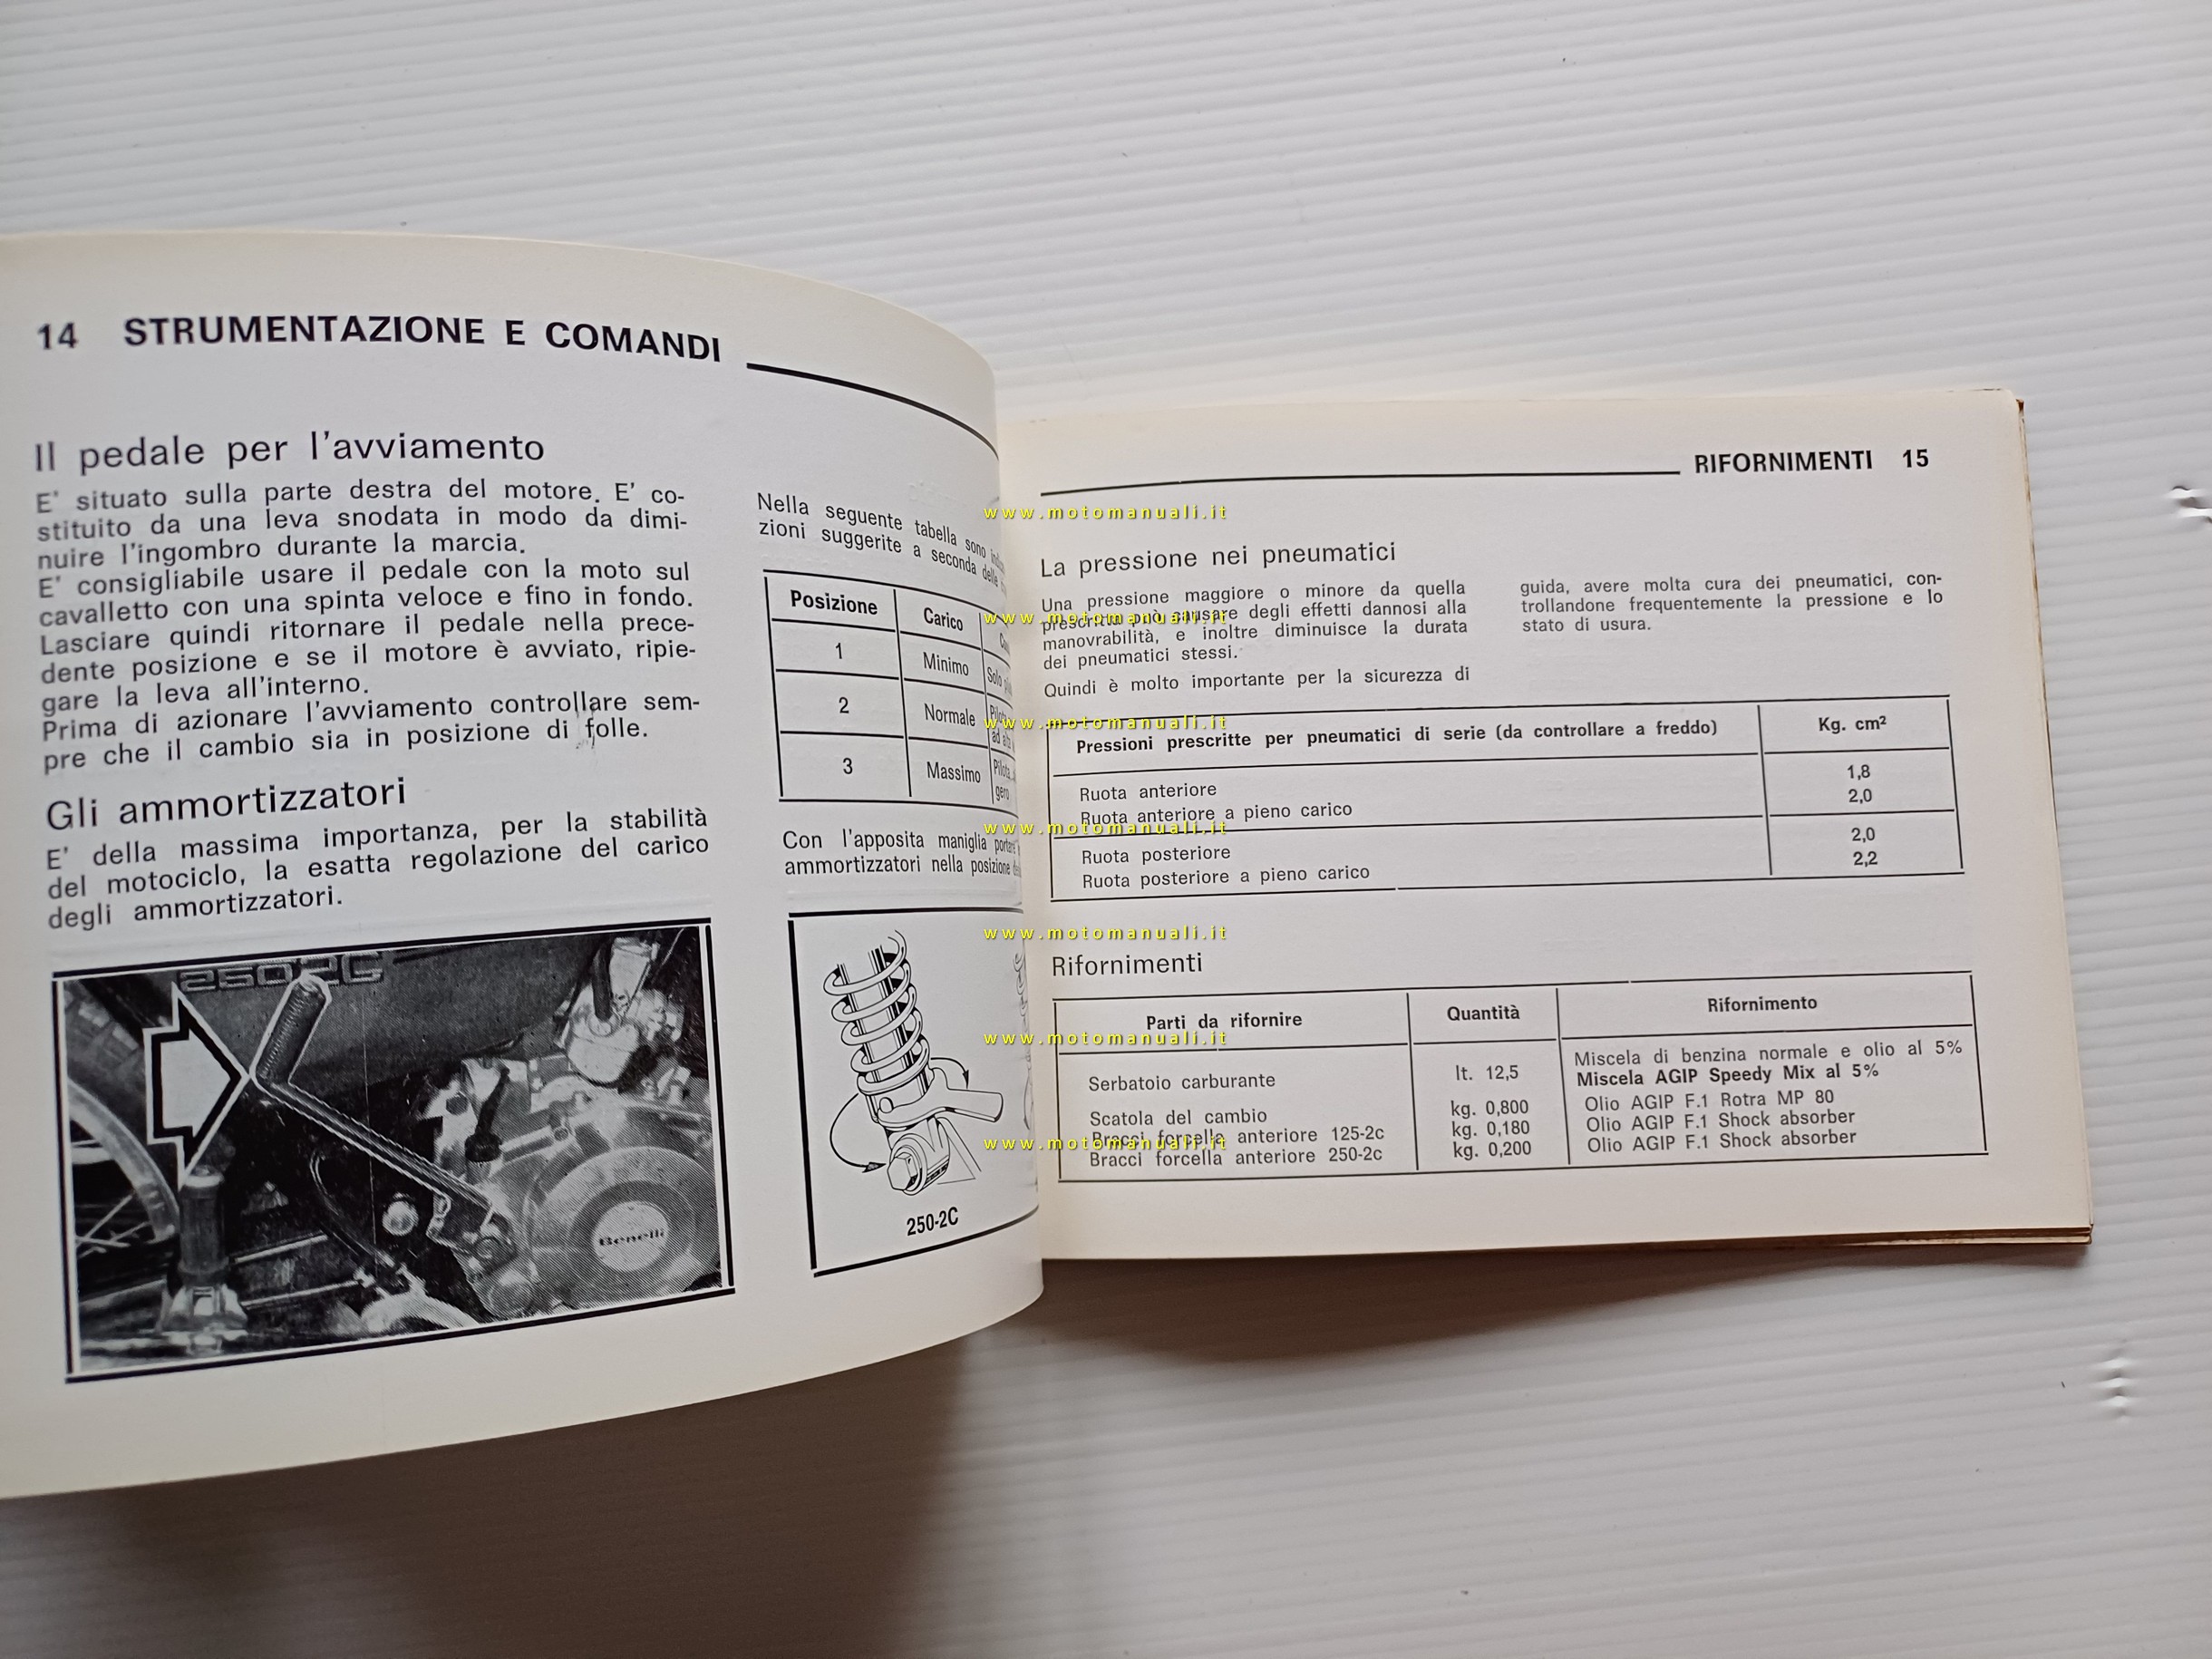 14 STRUMENTAZIONE E COMANDI
Il pedale per l'avviamento
E' situato sulla parte destra del motore. E' co-
stituito da una leva snodata in modo da dimi-
nuire l'ingombro durante la marcia.
E' consigliabile usare il pedale con la moto sul
cavalletto con una spinta veloce e fino in fondo.
Lasciare quindi ritornare il pedale nella prece-
dente posizione e se il motore è avviato, ripie-
gare la leva all'interno.
Prima di azionare l'avviamento controllare sem-
pre che il cambio sia in posizione di folle.
Gli ammortizzatori
E' della massima importanza, per la stabilità
del motociclo, la esatta regolazione del carico
degli ammortizzatori.
2502C
Benelli
Nella seguente tabella sono
zioni suggerite a seconda delle
Posizione Carico
1 Minimo Solo
2 Normale
ad alta
3 Massimo Pilota
gero
Con l'apposita maniglia
ammortizzatori nella posizione
250-2C
RIFORNIMENTI 15
La pressione nei pneumatici
Una pressione maggiore o minore da quella
prescritta può causare degli effetti dannosi alla
manovrabilità, e inoltre diminuisce la durata
dei pneumatici stessi.
Quindi è molto importante per la sicurezza di
guida, avere molta cura dei pneumatici, con-
trollandone frequentemente la pressione e lo
stato di usura.
Pressioni prescritte per pneumatici di serie (da controllare a freddo) Kg. cm²
Ruota anteriore 1,8
Ruota anteriore a pieno carico 2,0
Ruota posteriore 2,0
Ruota posteriore a pieno carico 2,2
Rifornimenti
Parti da rifornire Quantità Rifornimento
Serbatoio carburante lt. 12,5 Miscela di benzina normale e olio al 5%
Miscela AGIP Speedy Mix al 5%
Scatola del cambio kg. 0,800 Olio AGIP F.1 Rotra MP 80
Bracci forcella anteriore 125-2c kg. 0,180 Olio AGIP F.1 Shock absorber
Bracci forcella anteriore 250-2c kg. 0,200 Olio AGIP F.1 Shock absorber
www.motomanuali.it
www.motomanuali.it
www.motomanuali.it
www.motomanuali.it
www.motomanuali.it
www.motomanuali.it
www.motomanuali.it